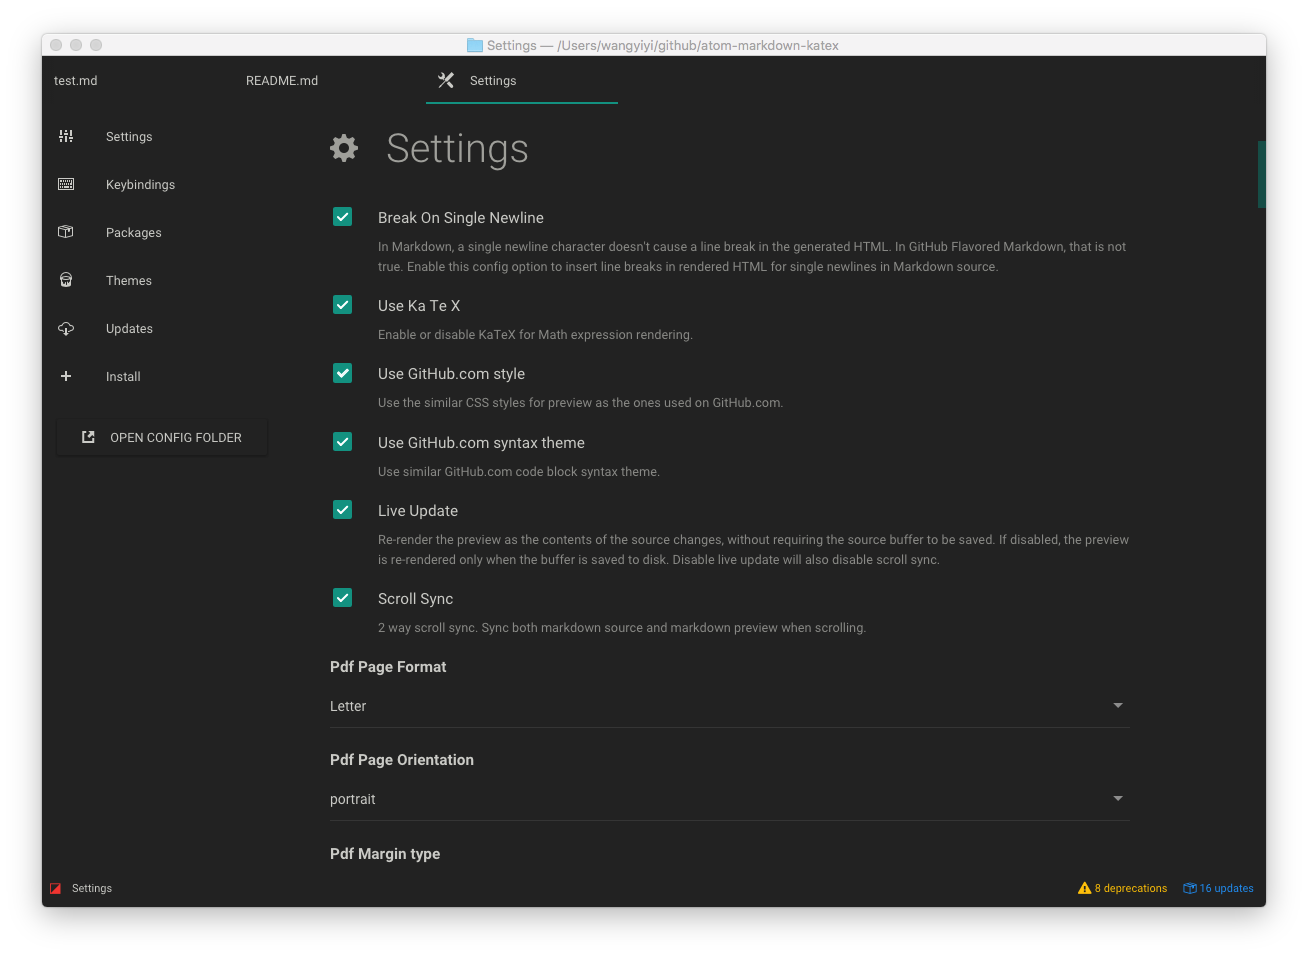 Settings — /Users/wangyiyi/github/atom-markdown-katex
test.md
README.md
Settings
Settings
Keybindings
Packages
Themes
Updates
Install
OPEN CONFIG FOLDER
Settings
Break On Single Newline
In Markdown, a single newline character doesn't cause a line break in the generated HTML. In GitHub Flavored Markdown, that is not
true. Enable this config option to insert line breaks in rendered HTML for single newlines in Markdown source.
Use Ka Te X
Enable or disable KaTeX for Math expression rendering.
Use GitHub.com style
Use the similar CSS styles for preview as the ones used on GitHub.com.
Use GitHub.com syntax theme
Use similar GitHub.com code block syntax theme.
Live Update
Re-render the preview as the contents of the source changes, without requiring the source buffer to be saved. If disabled, the preview
is re-rendered only when the buffer is saved to disk. Disable live update will also disable scroll sync.
Scroll Sync
2 way scroll sync. Sync both markdown source and markdown preview when scrolling.
Pdf Page Format
Letter
Pdf Page Orientation
portrait
Pdf Margin type
Settings
8 deprecations
16 updates